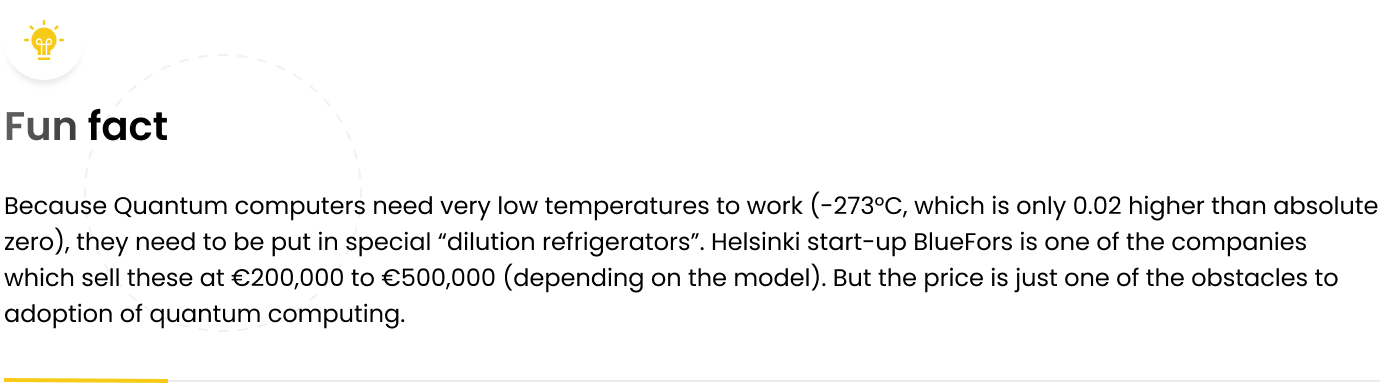 Fun fact
Because Quantum computers need very low temperatures to work (-273ºC, which is only 0.02 higher than absolute
zero), they need to be put in special “dilution refrigerators”. Helsinki start-up BlueFors is one of the companies
which sell these at €200,000 to €500,000 (depending on the model). But the price is just one of the obstacles to
adoption of quantum computing.